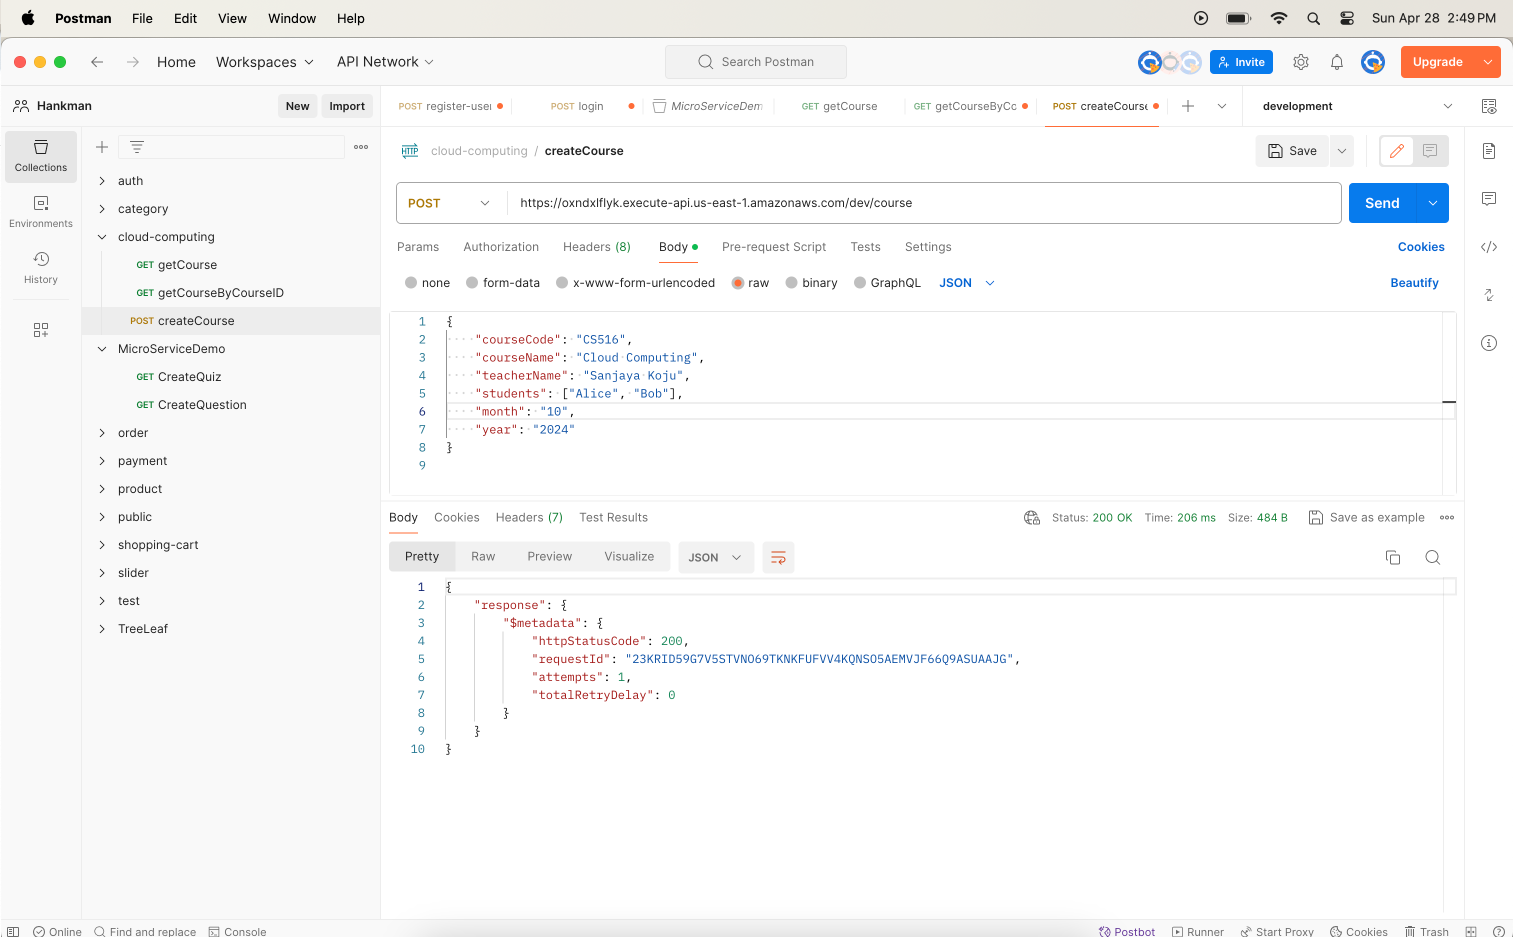 Postman File Edit View Window Help Sun Apr 28 2:49 PM
Home Workspaces API Network Search Postman Invite Upgrade
Hankman New Import
POST register-user POST login MicroServiceDem GET getCourse GET getCourseByCo POST createCourse development
Collections
Environments
History
auth
category
cloud-computing
GET getCourse
GET getCourseByCourseID
POST createCourse
MicroServiceDemo
GET CreateQuiz
GET CreateQuestion
order
payment
product
public
shopping-cart
slider
test
TreeLeaf
HTTP cloud-computing / createCourse Save
POST https://oxndxlflyk.execute-api.us-east-1.amazonaws.com/dev/course Send
Params Authorization Headers (8) Body Pre-request Script Tests Settings Cookies
none form-data x-www-form-urlencoded raw binary GraphQL JSON Beautify
1 {
2 "courseCode": "CS516",
3 "courseName": "Cloud Computing",
4 "teacherName": "Sanjaya Koju",
5 "students": ["Alice", "Bob"],
6 "month": "10",
7 "year": "2024"
8 }
9
Body Cookies Headers (7) Test Results Status: 200 OK Time: 206 ms Size: 484 B Save as example
Pretty Raw Preview Visualize JSON
1 {
2 "response": {
3 "$metadata": {
4 "httpStatusCode": 200,
5 "requestId": "23KRID59G7V5STVNO69TKNKFUFVV4KQNSO5AEMVJF66Q9ASUAAJG",
6 "attempts": 1,
7 "totalRetryDelay": 0
8 }
9 }
10 }
Online Find and replace Console Postbot Runner Start Proxy Cookies Trash